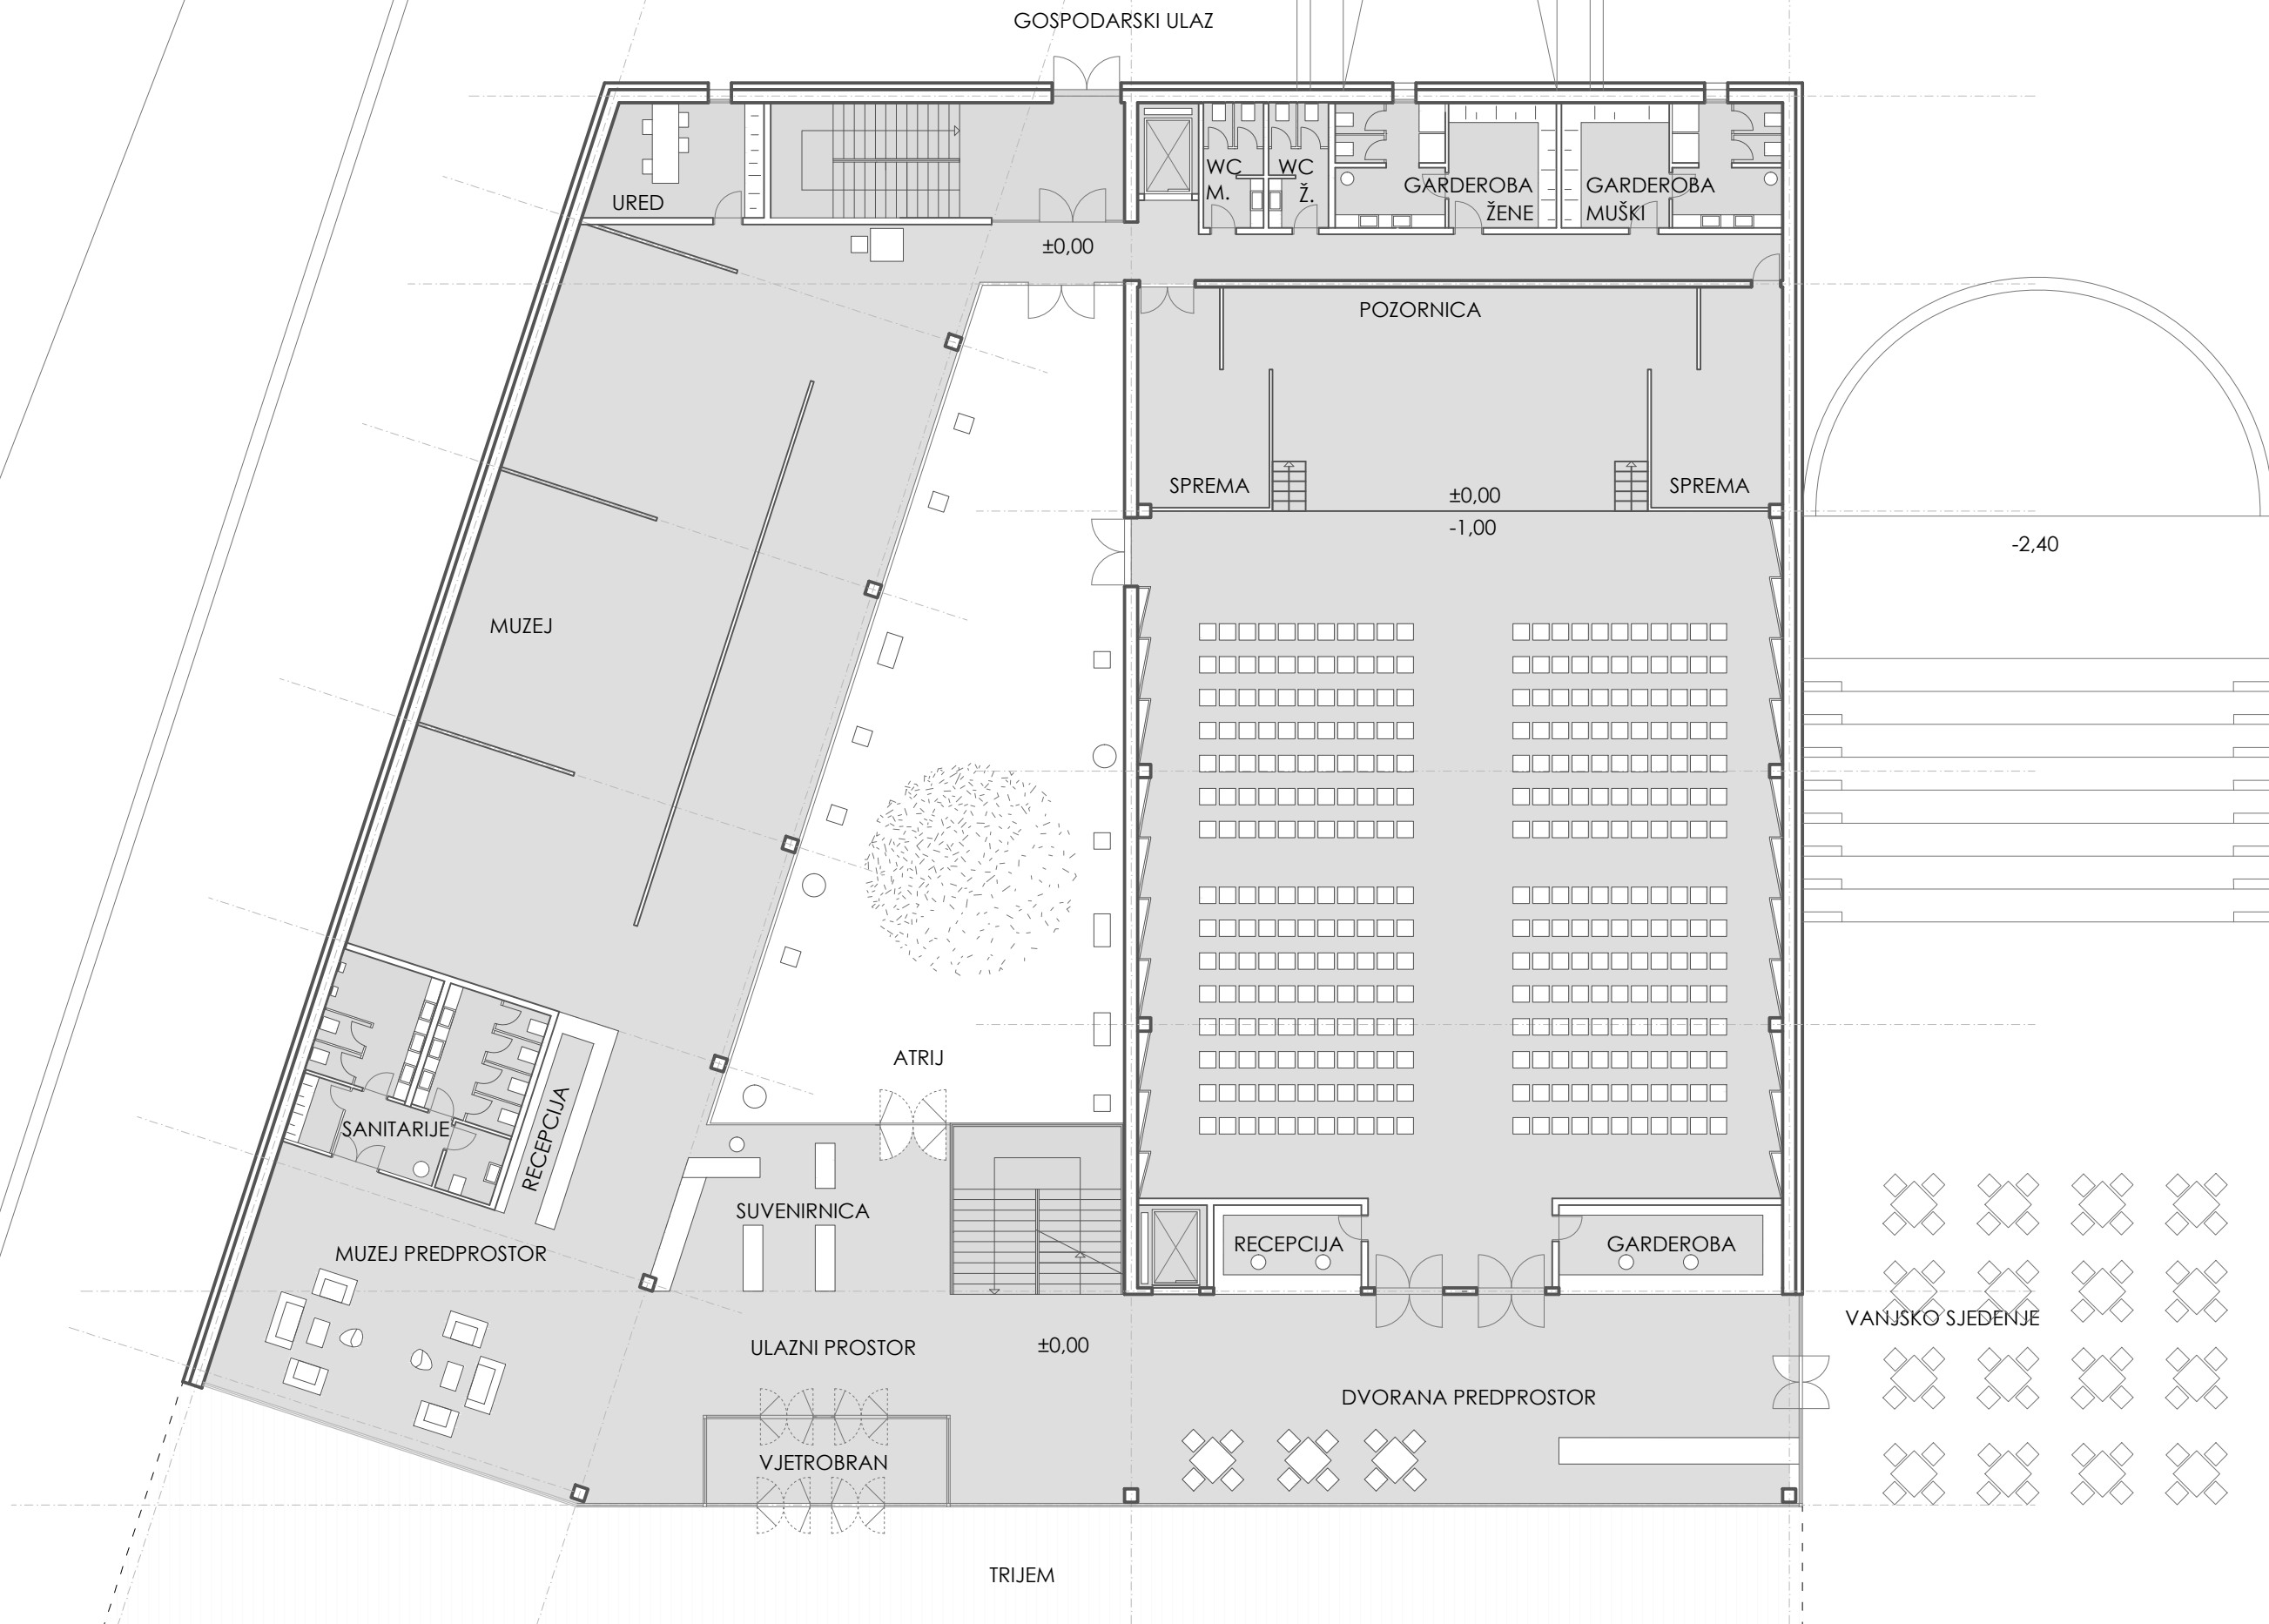 GOSPODARSKI ULAZ
URED
WC
M.
WC
Ž.
GARDEROBA
ŽENE
GARDEROBA
MUŠKI
±0,00
POZORNICA
SPREMA
SPREMA
±0,00
-1,00
-2,40
MUZEJ
ATRIJ
SANITARIJE
RECEPCIJA
SUVENIRNICA
MUZEJ PREDPROSTOR
RECEPCIJA
GARDEROBA
VANJSKO SJEDENJE
ULAZNI PROSTOR
±0,00
DVORANA PREDPROSTOR
VJETROBRAN
TRIJEM